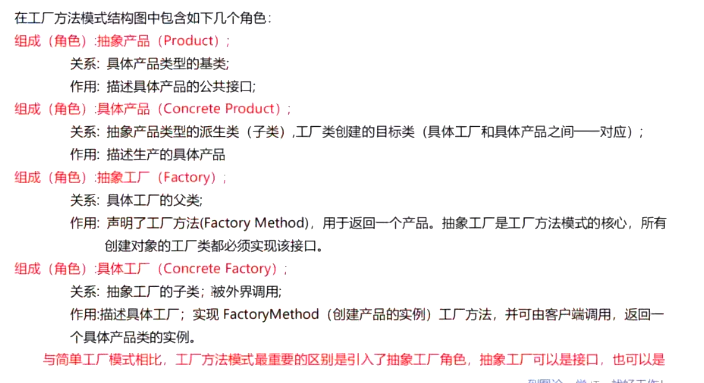 在工厂方法模式结构图中包含如下几个角色：
组成（角色）:抽象产品（Product）;
关系: 具体产品类型的基类;
作用: 描述具体产品的公共接口;
组成（角色）:具体产品（Concrete Product）;
关系: 抽象产品类型的派生类（子类）,工厂类创建的目标类（具体工厂和具体产品之间一一对应）;
作用: 描述生产的具体产品
组成（角色）:抽象工厂（Factory）;
关系: 具体工厂的父类;
作用: 声明了工厂方法(Factory Method)，用于返回一个产品。抽象工厂是工厂方法模式的核心，所有
创建对象的工厂类都必须实现该接口。
组成（角色）:具体工厂（Concrete Factory）;
关系: 抽象工厂的子类；被外界调用;
作用:描述具体工厂；实现 FactoryMethod（创建产品的实例）工厂方法，并可由客户端调用，返回一
个具体产品类的实例。
与简单工厂模式相比，工厂方法模式最重要的区别是引入了抽象工厂角色，抽象工厂可以是接口，也可以是